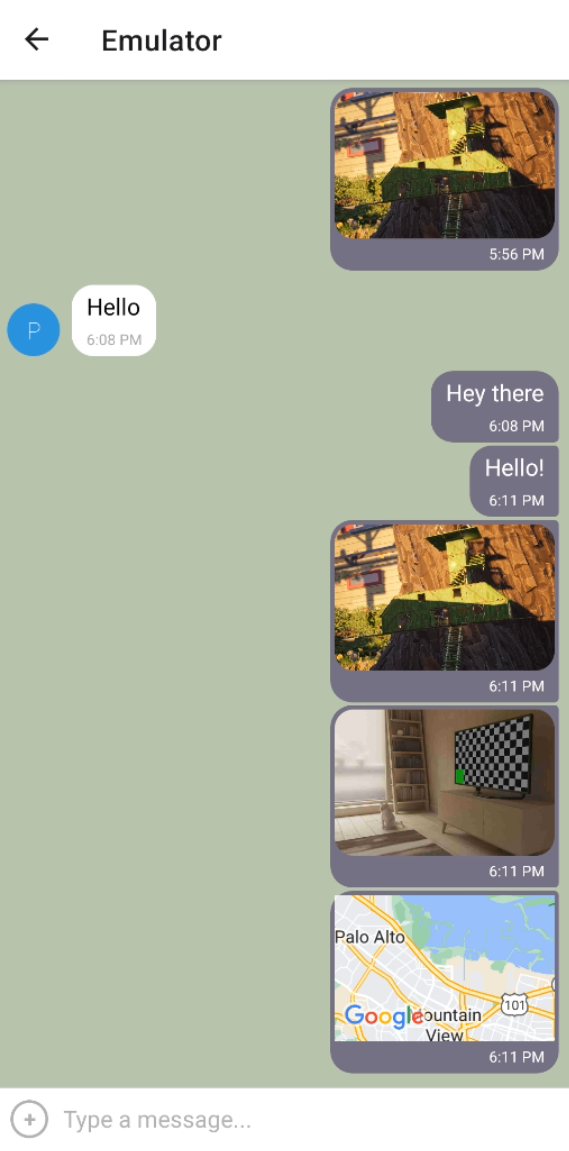 Emulator
5:56 PM
Hello
6:08 PM
P
Hey there
6:08 PM
Hello!
6:11 PM
6:11 PM
6:11 PM
Palo Alto
101
Google
ountain
View
6:11 PM
Type a message...